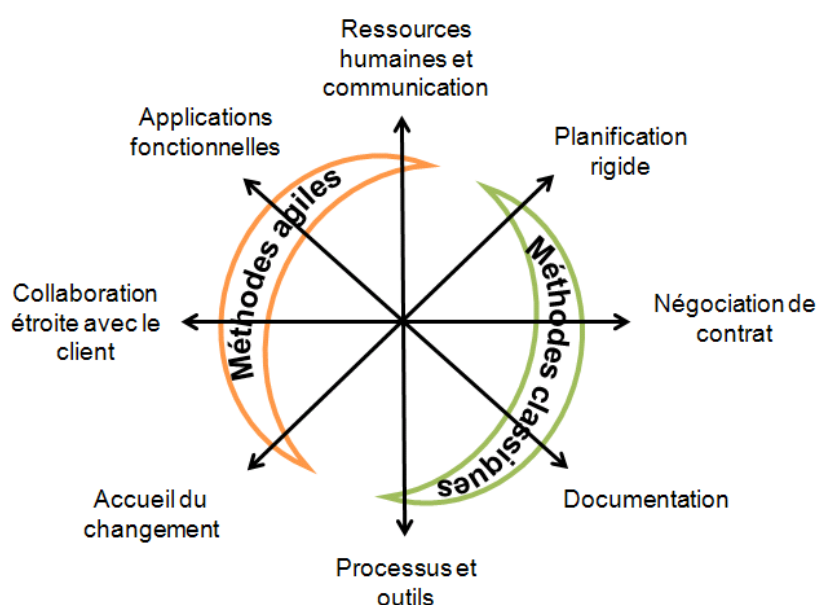 Ressources
humaines et
communication
Applications
fonctionnelles
Planification
rigide
Méthodes agiles
Méthodes classiques
Collaboration
étroite avec le
client
Négociation de
contrat
Accueil du
changement
Documentation
Processus et
outils